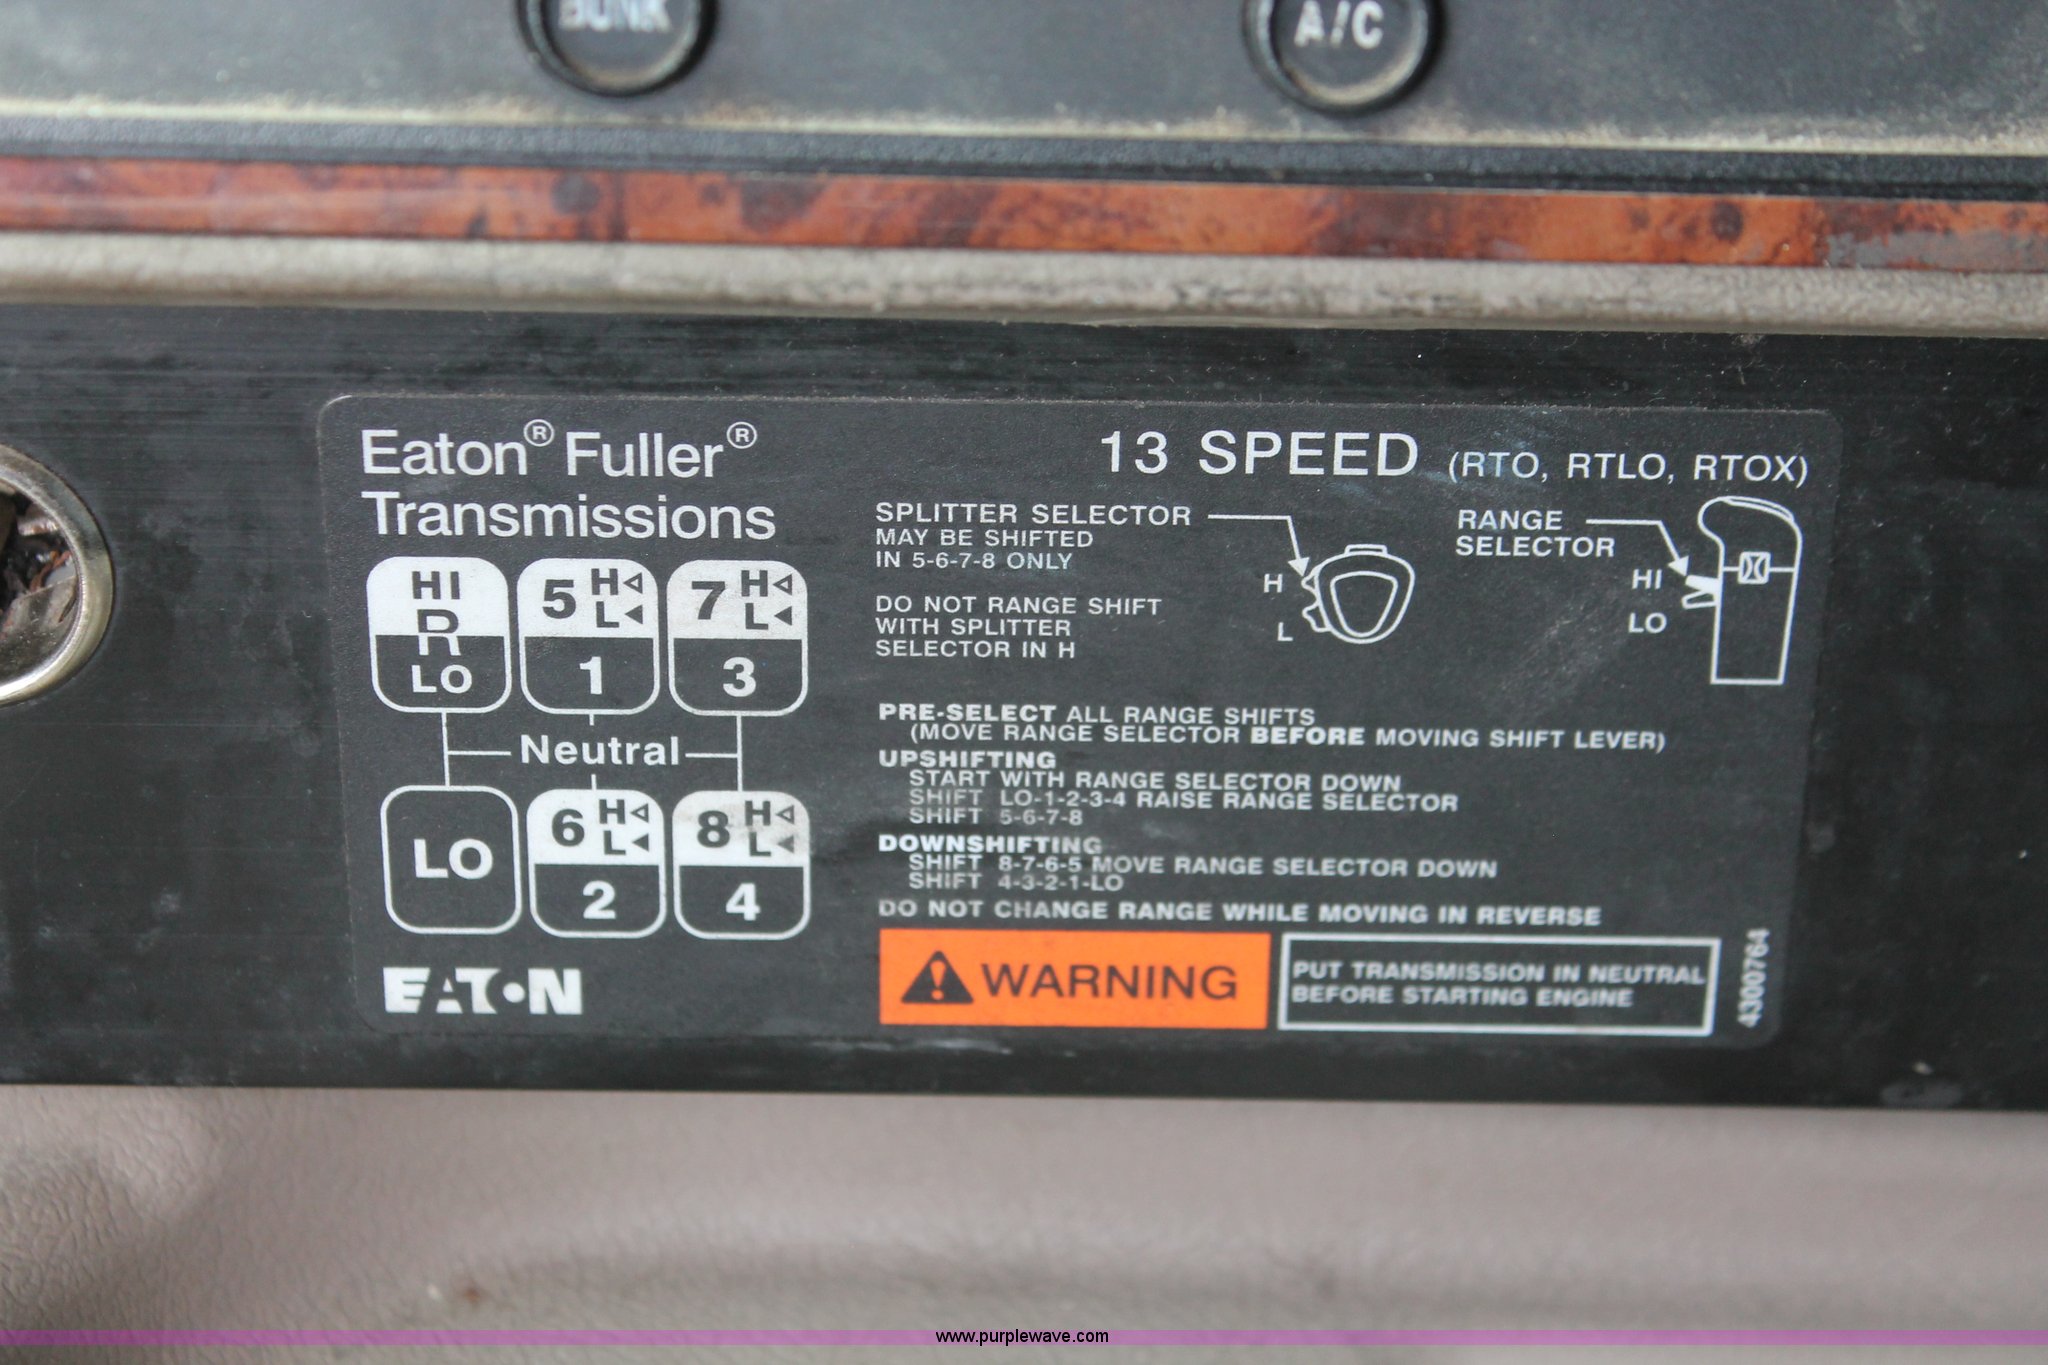 BUNK
A/C
Eaton® Fuller®
Transmissions
13 SPEED (RTO, RTLO, RTOX)
SPLITTER SELECTOR
MAY BE SHIFTED
IN 5-6-7-8 ONLY
DO NOT RANGE SHIFT
WITH SPLITTER
SELECTOR IN H
H
L
RANGE
SELECTOR
HI
LO
HI
R
LO
5 H
L
1
7 H
L
3
Neutral
LO
6 H
L
2
8 H
L
4
EATON
PRE-SELECT ALL RANGE SHIFTS
(MOVE RANGE SELECTOR BEFORE MOVING SHIFT LEVER)
UPSHIFTING
START WITH RANGE SELECTOR DOWN
SHIFT LO-1-2-3-4 RAISE RANGE SELECTOR
SHIFT 5-6-7-8
DOWNSHIFTING
SHIFT 8-7-6-5 MOVE RANGE SELECTOR DOWN
SHIFT 4-3-2-1-LO
DO NOT CHANGE RANGE WHILE MOVING IN REVERSE
WARNING
PUT TRANSMISSION IN NEUTRAL
BEFORE STARTING ENGINE
4300764
www.purplewave.com